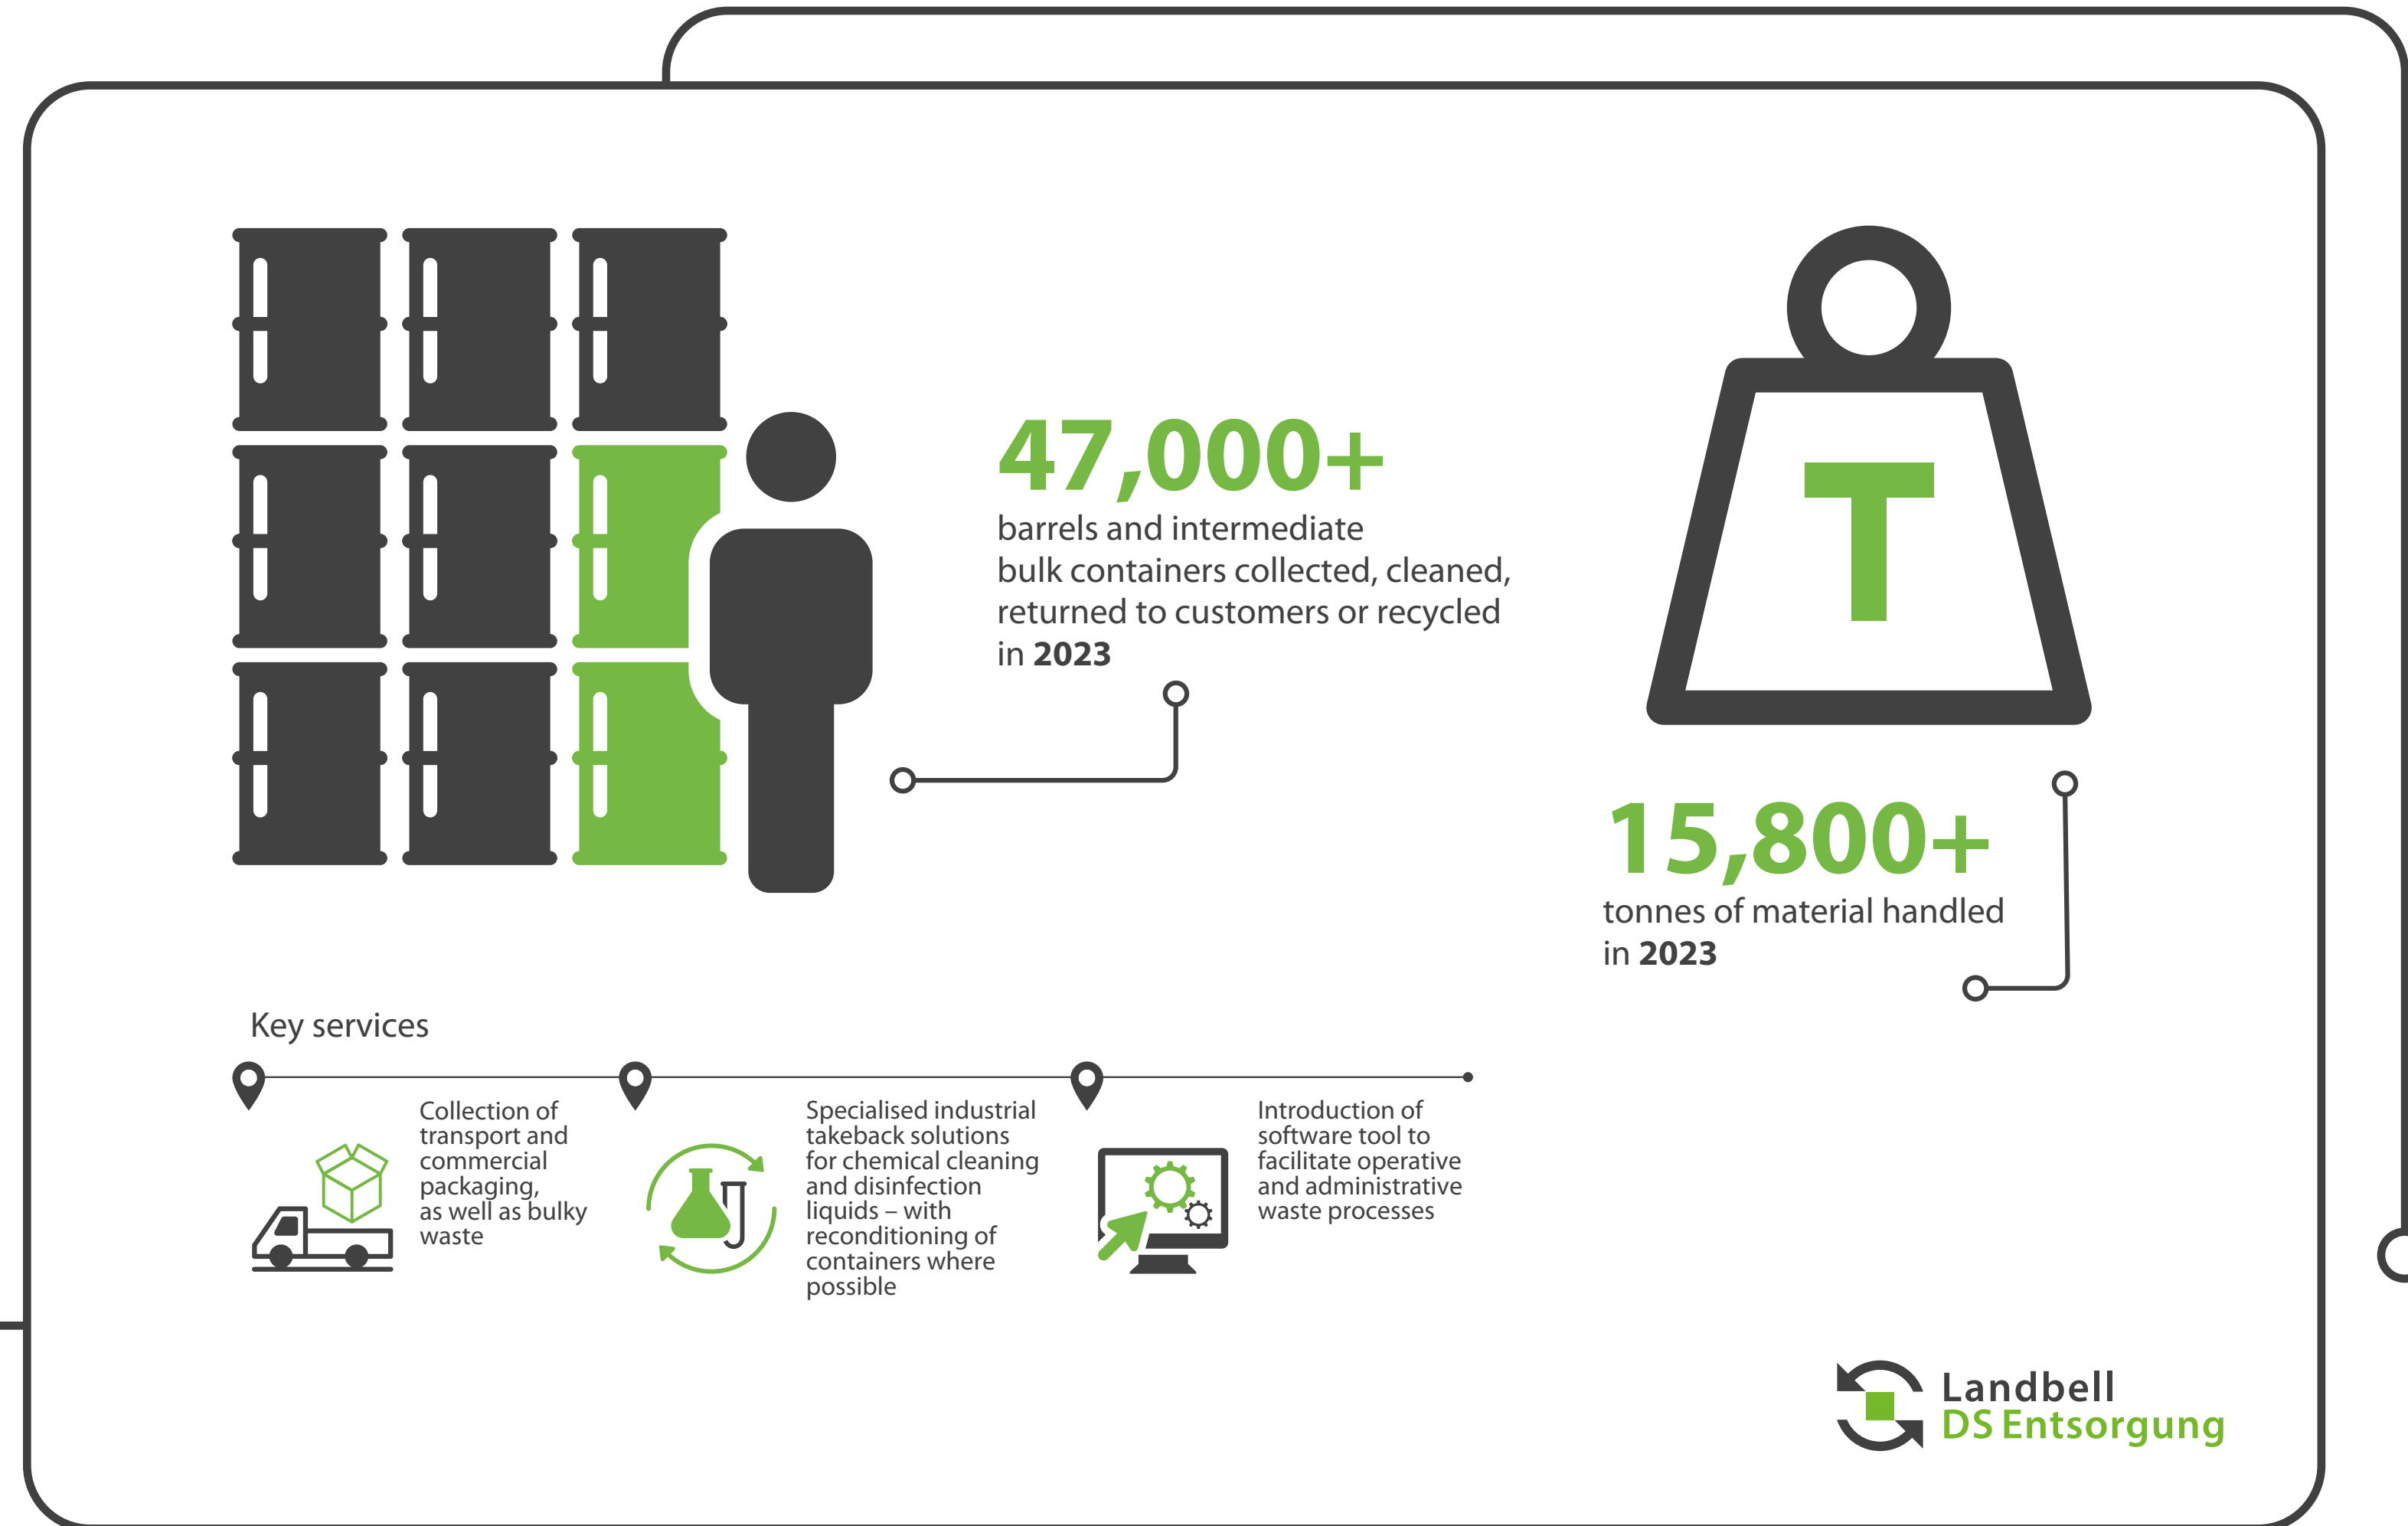 47,000+
barrels and intermediate
bulk containers collected, cleaned,
returned to customers or recycled
in 2023
T
15,800+
tonnes of material handled
in 2023
Key services
Collection of
transport and
commercial
packaging,
as well as bulky
waste
Specialised industrial
takeback solutions
for chemical cleaning
and disinfection
liquids – with
reconditioning of
containers where
possible
Introduction of
software tool to
facilitate operative
and administrative
waste processes
Landbell
DS Entsorgung